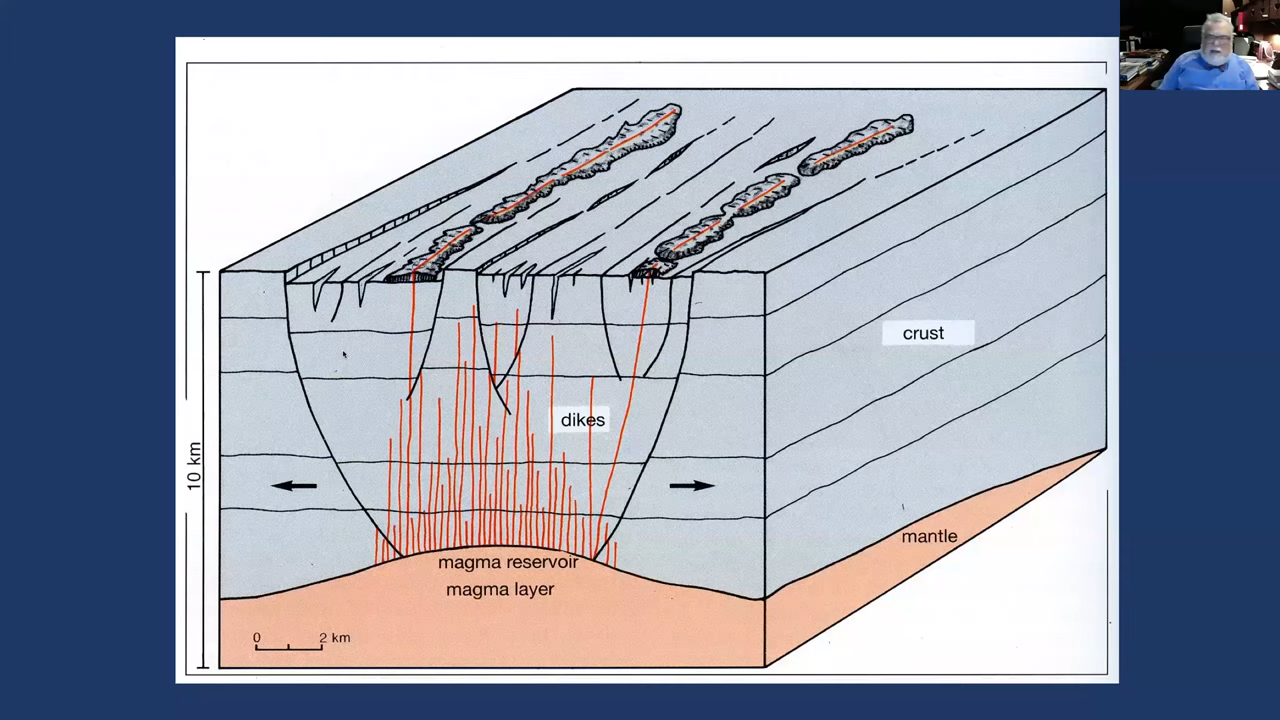 crust
dikes
10 km
mantle
magma reservoir
magma layer
0 2 km